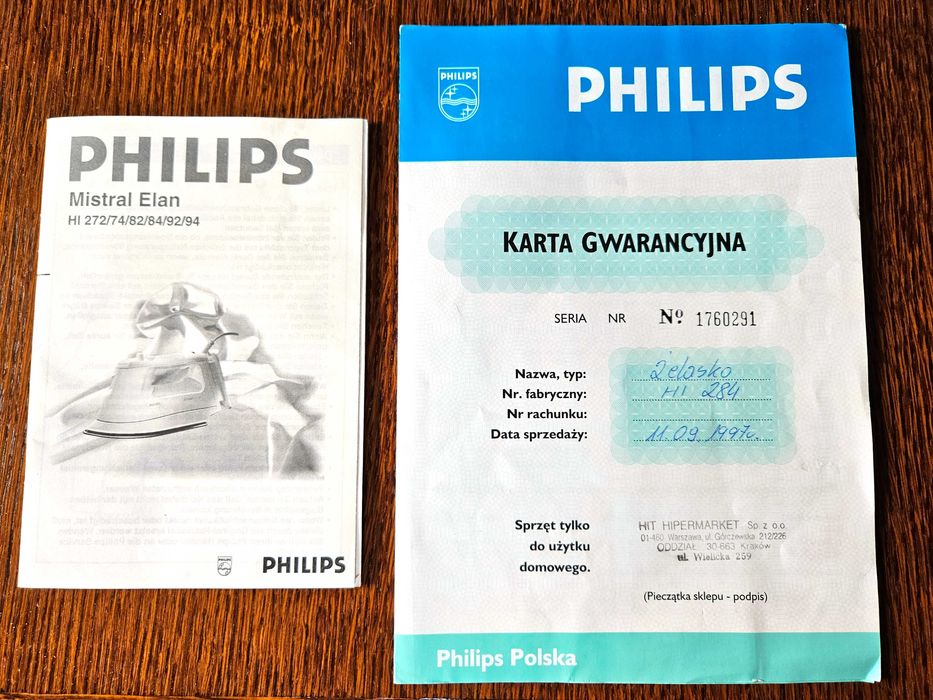 PHILIPS
Mistral Elan
HI 272/74/82/84/92/94
PHILIPS
PHILIPS
PHILIPS
KARTA GWARANCYJNA
SERIA NR № 1760291
Nazwa, typ: Żelasko
Nr. fabryczny: HI 284
Nr rachunku:
Data sprzedaży: 11.09.1997r.
Sprzęt tylko
do użytku
domowego.
HIT HIPERMARKET Sp. z o.o.
01-460 Warszawa, ul. Górczewska 212/226
ODDZIAŁ 30-663 Kraków
ul. Wielicka 259
(Pieczątka sklepu - podpis)
Philips Polska